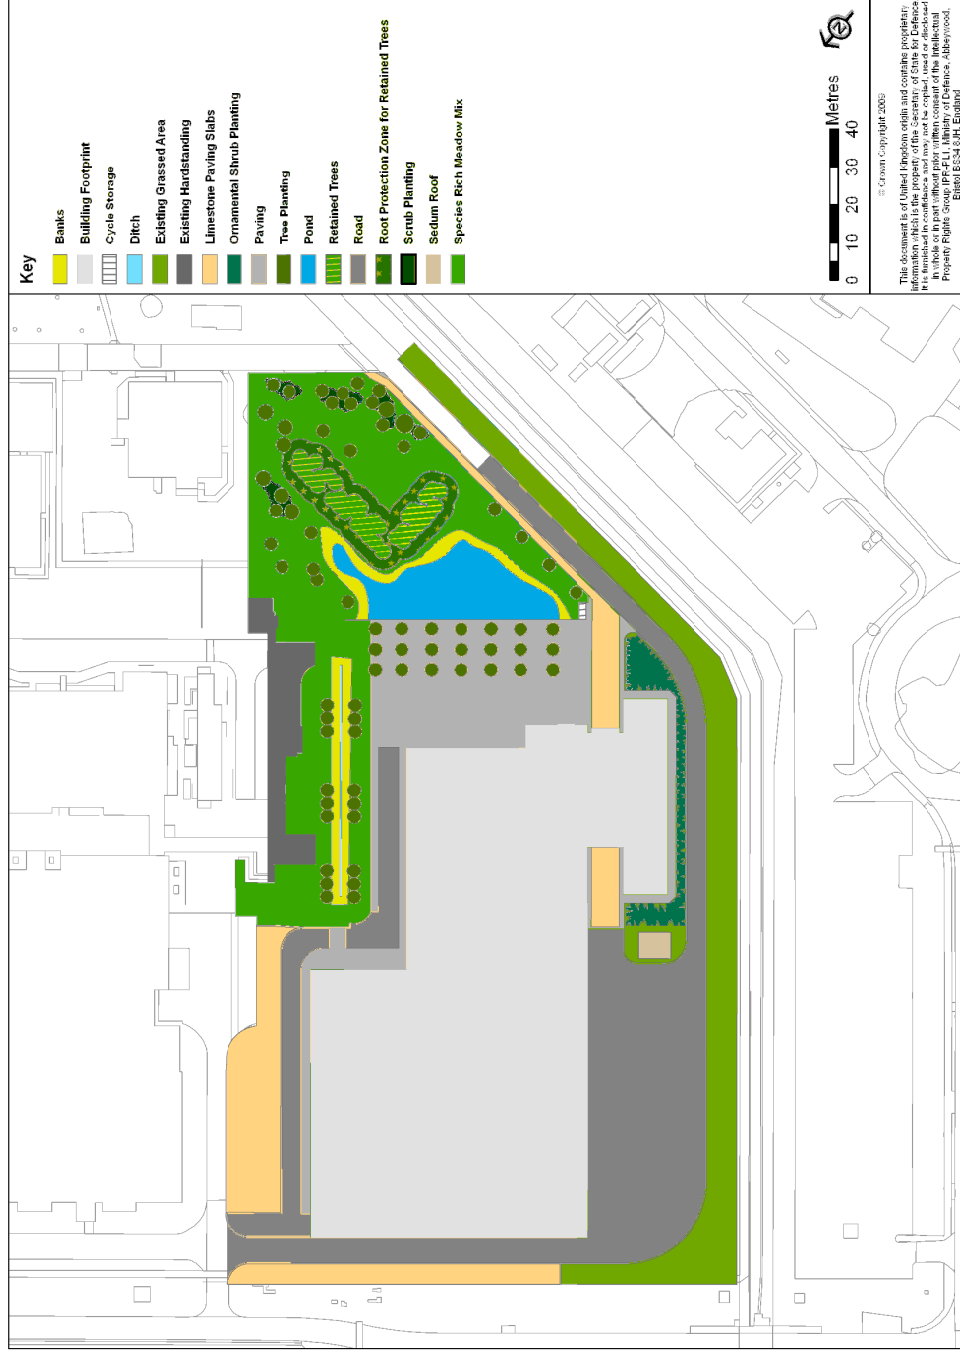 Key
Banks
Building Footprint
Cycle Storage
Ditch
Existing Grassed Area
Existing Hardstanding
Limestone Paving Slabs
Ornamental Shrub Planting
Paving
Tree Planting
Pond
Retained Trees
Road
Root Protection Zone for Retained Trees
Scrub Planting
Sedum Roof
Species Rich Meadow Mix
0 10 20 30 40
Metres
N
© Crown Copyright 2009
This document is of United Kingdom origin and contains proprietary
information which is the property of the Secretary of State for Defence
It is furnished in confidence and may not be copied, used or disclosed
in whole or in part without prior written consent of the Intellectual
Property Rights Group IPR-PL1, Ministry of Defence, Abbeywood,
Bristol BS34 8JH, England